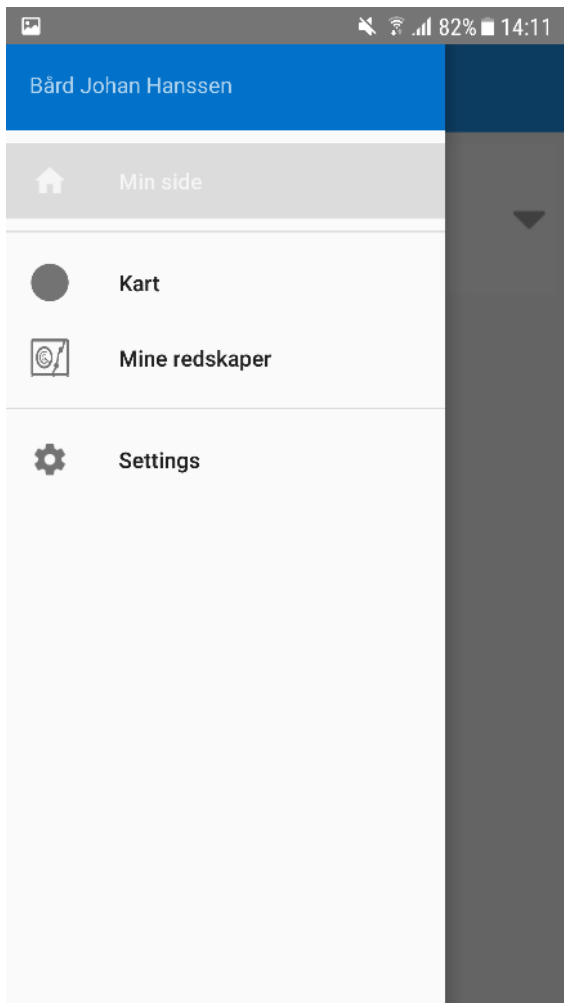 82% 14:11
Bård Johan Hanssen
Min side
Kart
Mine redskaper
Settings